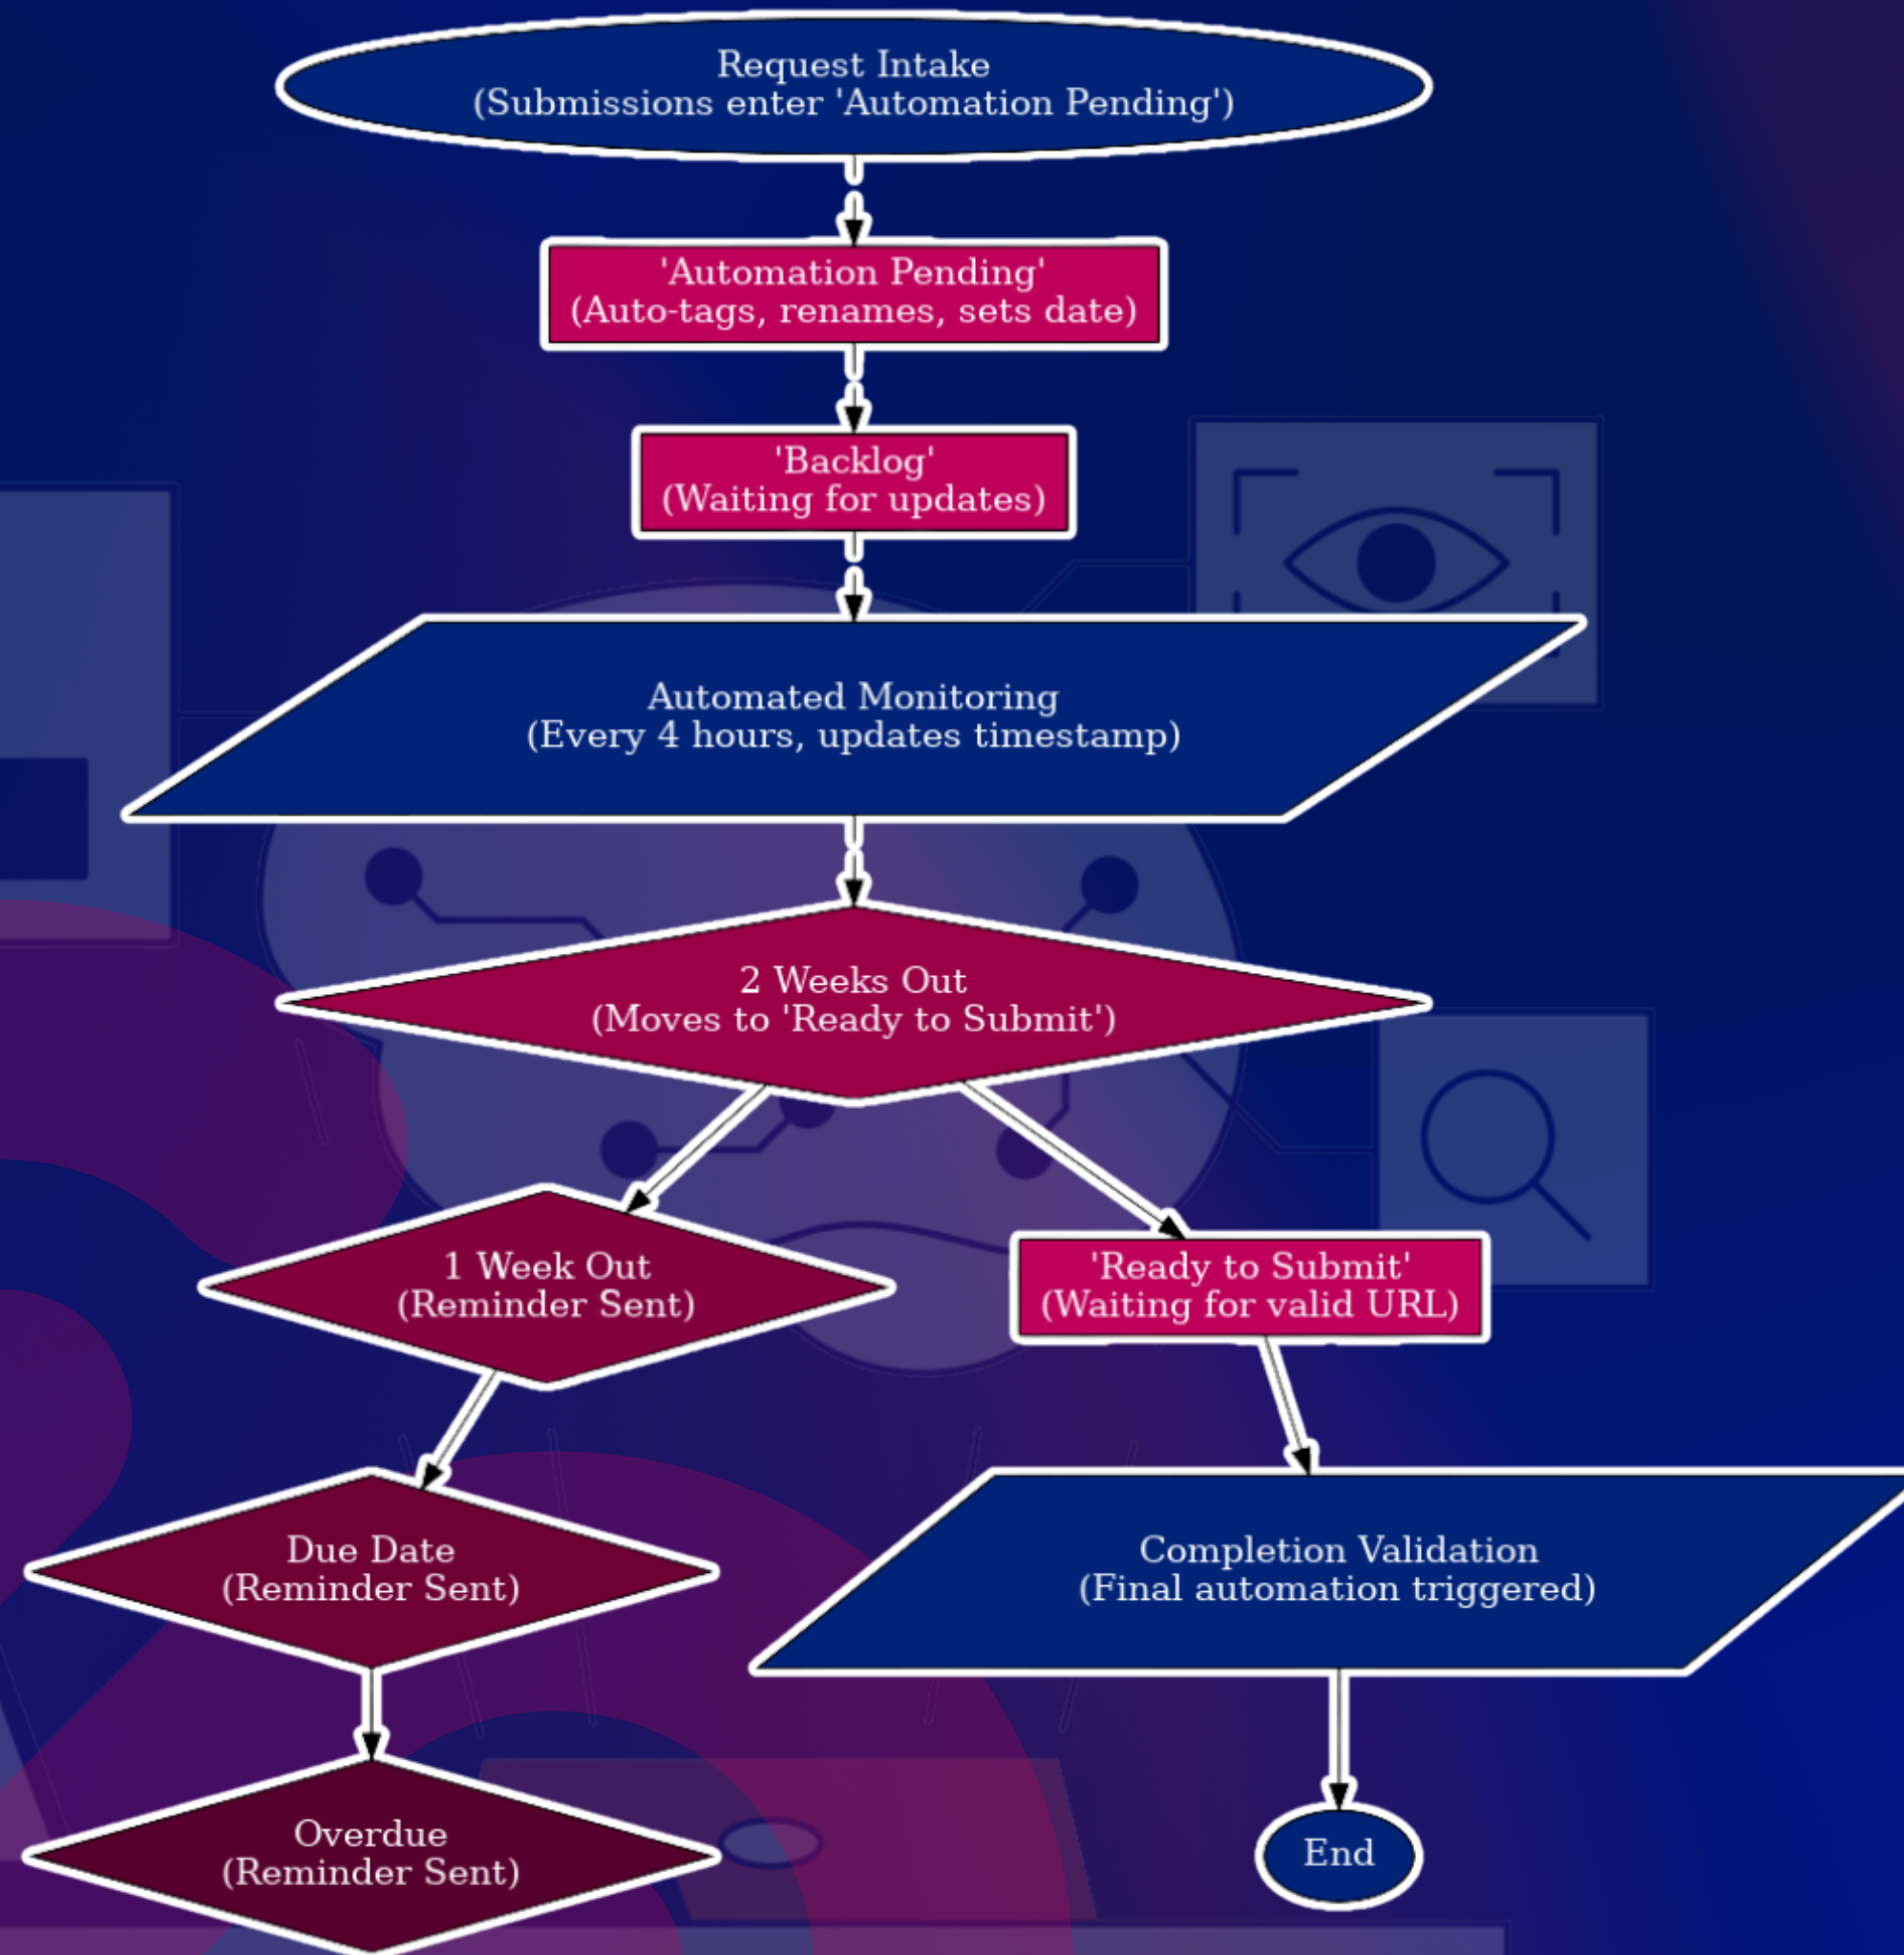 Request Intake
(Submissions enter 'Automation Pending')
'Automation Pending'
(Auto-tags, renames, sets date)
'Backlog'
(Waiting for updates)
Automated Monitoring
(Every 4 hours, updates timestamp)
2 Weeks Out
(Moves to 'Ready to Submit')
1 Week Out
(Reminder Sent)
'Ready to Submit'
(Waiting for valid URL)
Due Date
(Reminder Sent)
Completion Validation
(Final automation triggered)
Overdue
(Reminder Sent)
End